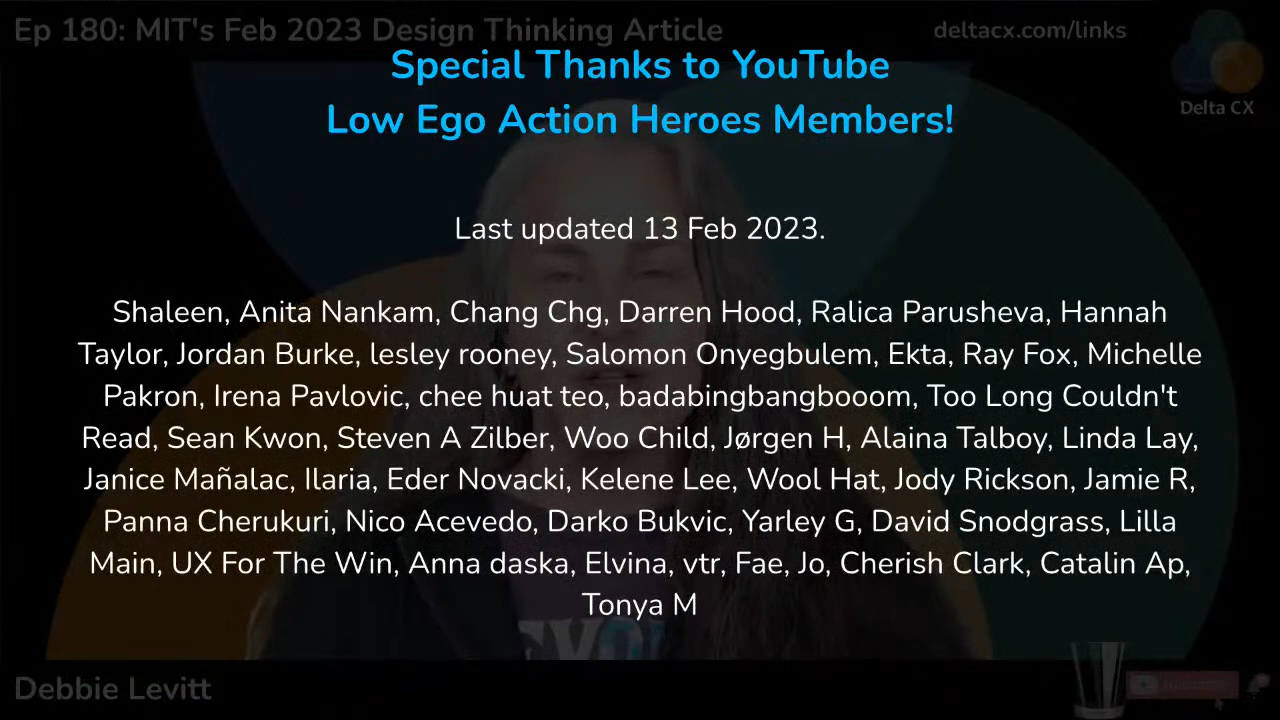 Ep 180: MIT's Feb 2023 Design Thinking Article
deltacx.com/links
Delta CX
Special Thanks to YouTube
Low Ego Action Heroes Members!
Last updated 13 Feb 2023.
Shaleen, Anita Nankam, Chang Chg, Darren Hood, Ralica Parusheva, Hannah
Taylor, Jordan Burke, lesley rooney, Salomon Onyegbulem, Ekta, Ray Fox, Michelle
Pakron, Irena Pavlovic, chee huat teo, badabingbangbooom, Too Long Couldn't
Read, Sean Kwon, Steven A Zilber, Woo Child, Jørgen H, Alaina Talboy, Linda Lay,
Janice Mañalac, Ilaria, Eder Novacki, Kelene Lee, Wool Hat, Jody Rickson, Jamie R,
Panna Cherukuri, Nico Acevedo, Darko Bukvic, Yarley G, David Snodgrass, Lilla
Main, UX For The Win, Anna daska, Elvina, vtr, Fae, Jo, Cherish Clark, Catalin Ap,
Tonya M
Debbie Levitt